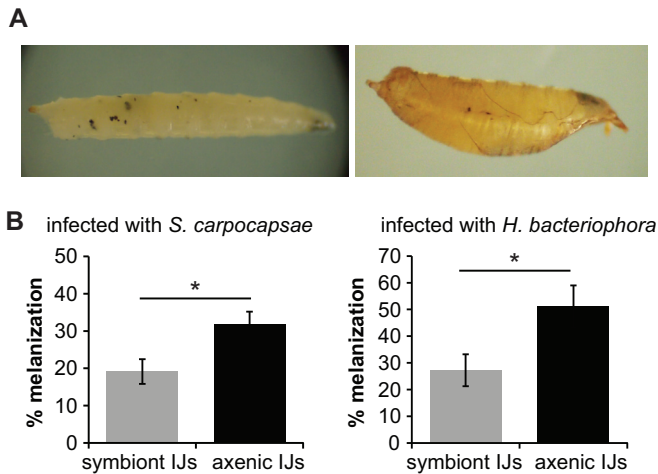 A
B
infected with S. carpocapsae
infected with H. bacteriophora
% melanization
50
40
30
20
10
0
*
symbiont IJs
axenic IJs
% melanization
70
60
50
40
30
20
10
0
*
symbiont IJs
axenic IJs